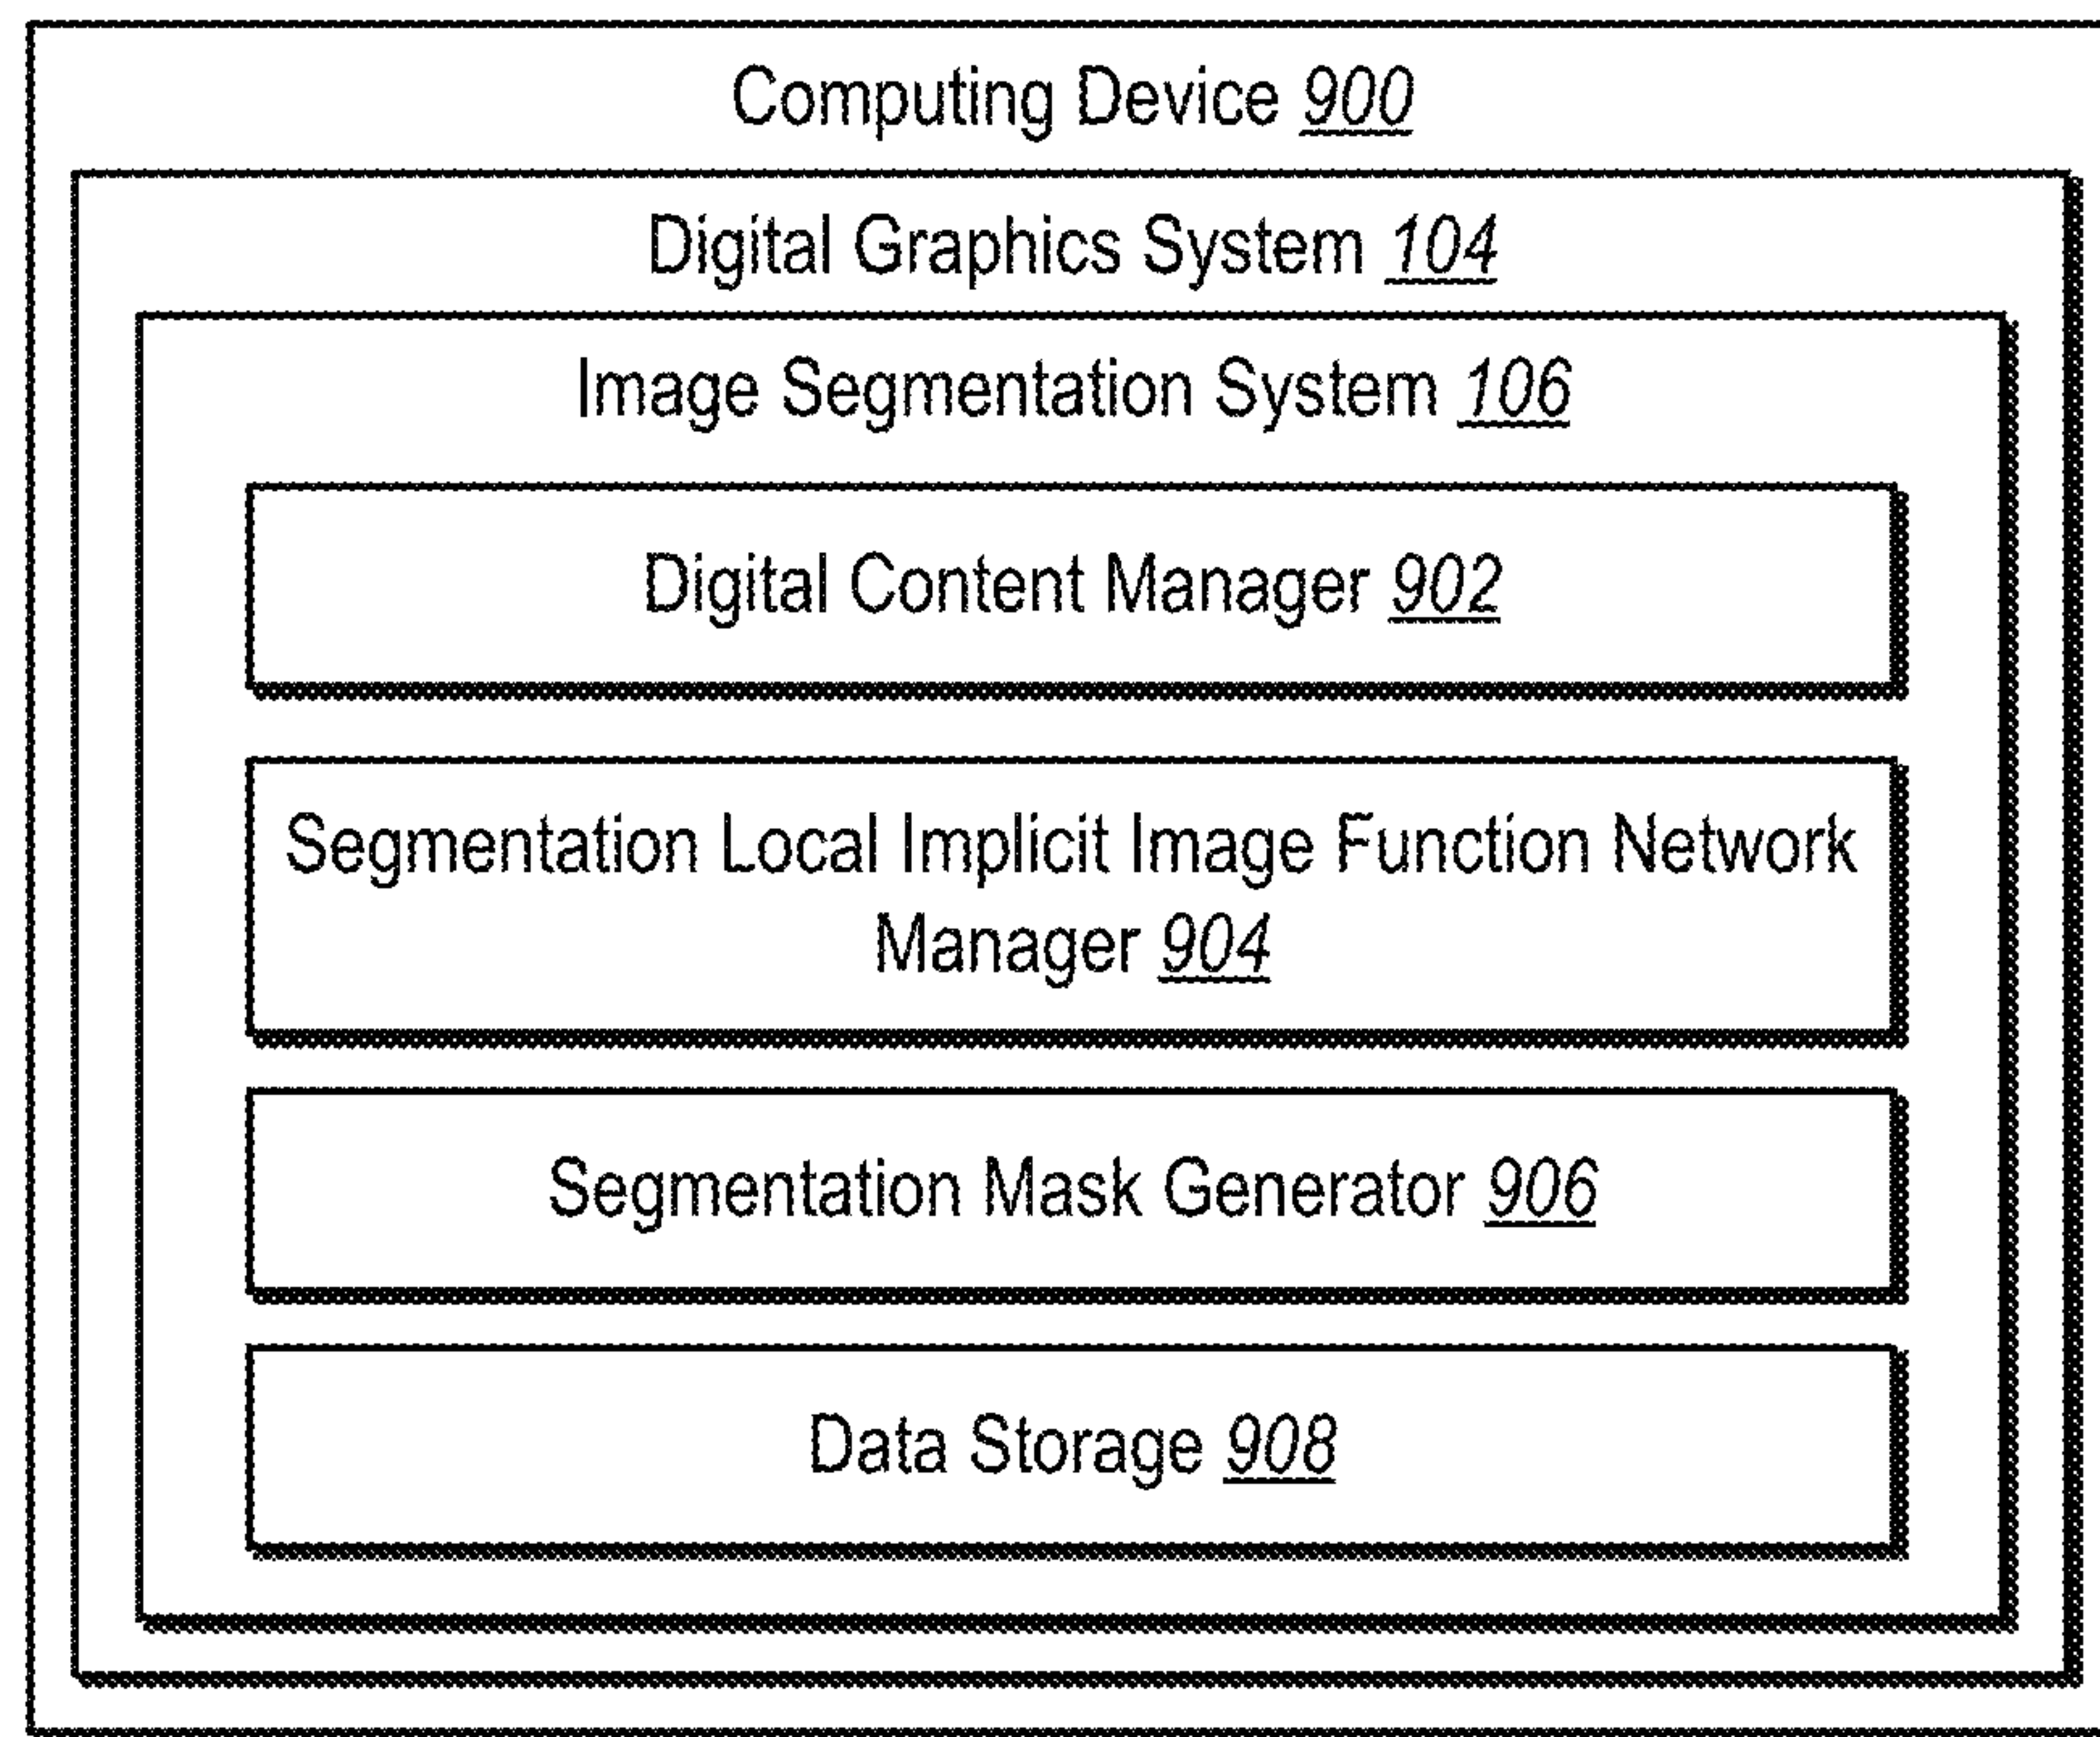 Computing Device 900
Digital Graphics System 104
Image Segmentation System 106
Digital Content Manager 902
Segmentation Local Implicit Image Function Network
Manager 904
Segmentation Mask Generator 906
Data Storage 908